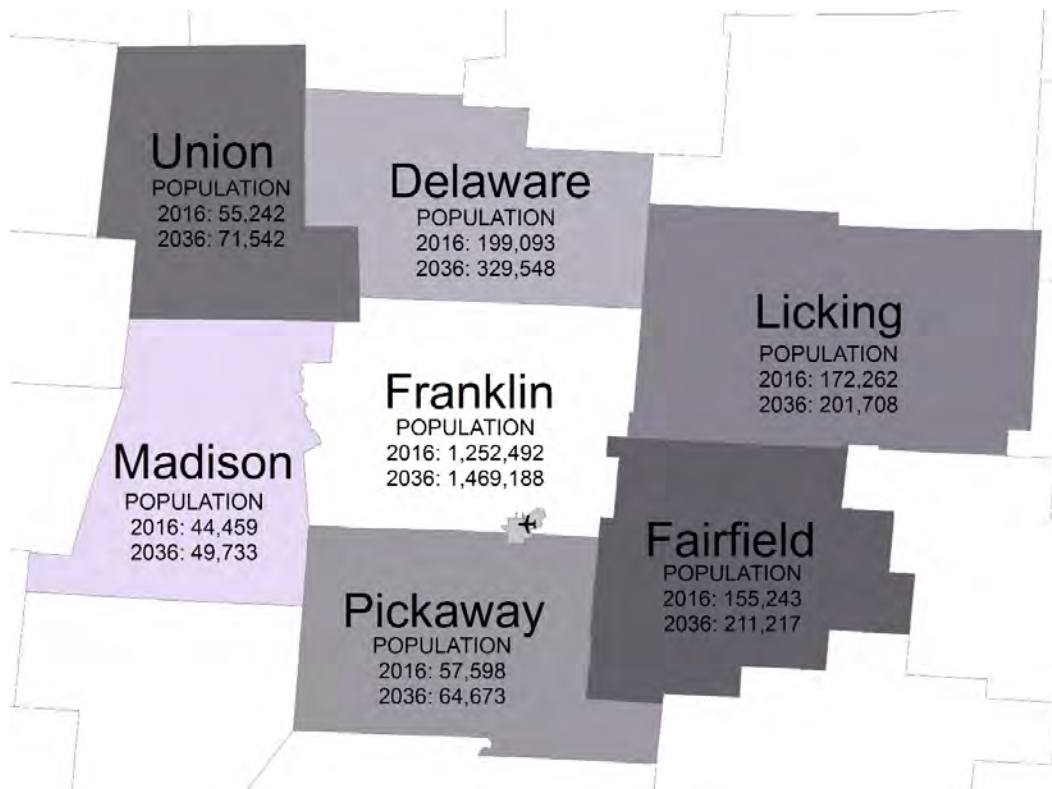 Union
POPULATION
2016: 55,242
2036: 71,542
Delaware
POPULATION
2016: 199,093
2036: 329,548
Licking
POPULATION
2016: 172,262
2036: 201,708
Franklin
POPULATION
2016: 1,252,492
2036: 1,469,188
Madison
POPULATION
2016: 44,459
2036: 49,733
Fairfield
POPULATION
2016: 155,243
2036: 211,217
Pickaway
POPULATION
2016: 57,598
2036: 64,673